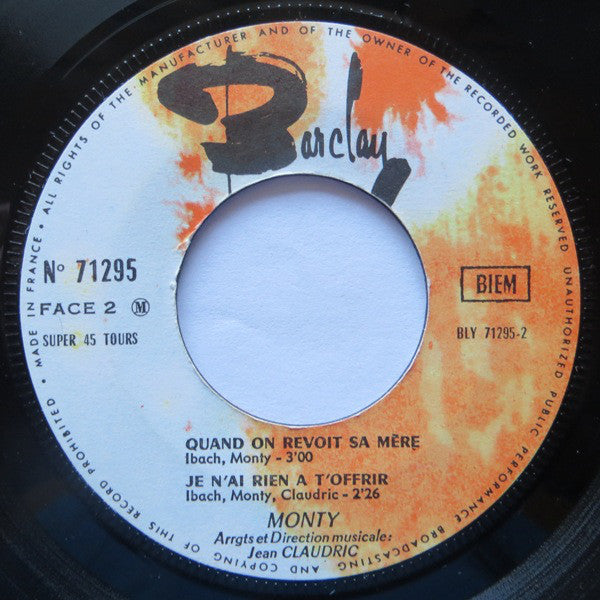 • MADE IN FRANCE • ALL RIGHTS OF THE MANUFACTURER AND OF THE OWNER OF THE RECORDED WORK RESERVED UNAUTHORIZED PUBLIC PERFORMANCE BROADCASTING AND COPYING OF THIS RECORD PROHIBITED
Barclay
N° 71295
FACE 2 M
SUPER 45 TOURS
BIEM
BLY 71295-2
QUAND ON REVOIT SA MÈRE
Ibach, Monty - 3'00
JE N'AI RIEN A T'OFFRIR
Ibach, Monty, Claudric - 2'26
MONTY
Arrgts et Direction musicale:
Jean CLAUDRIC